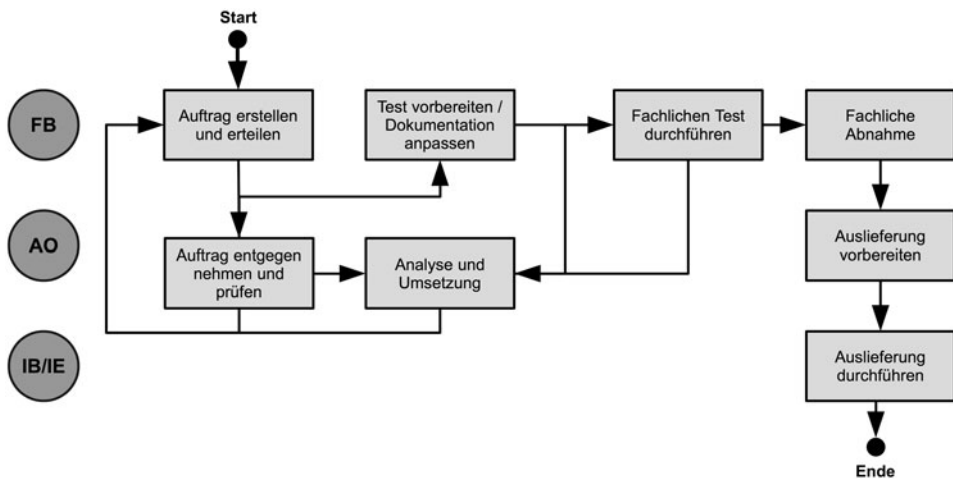 Start
FB
Auftrag erstellen
und erteilen
Test vorbereiten /
Dokumentation
anpassen
Fachlichen Test
durchführen
Fachliche
Abnahme
AO
Auftrag entgegen
nehmen und
prüfen
Analyse und
Umsetzung
Auslieferung
vorbereiten
IB/IE
Auslieferung
durchführen
Ende